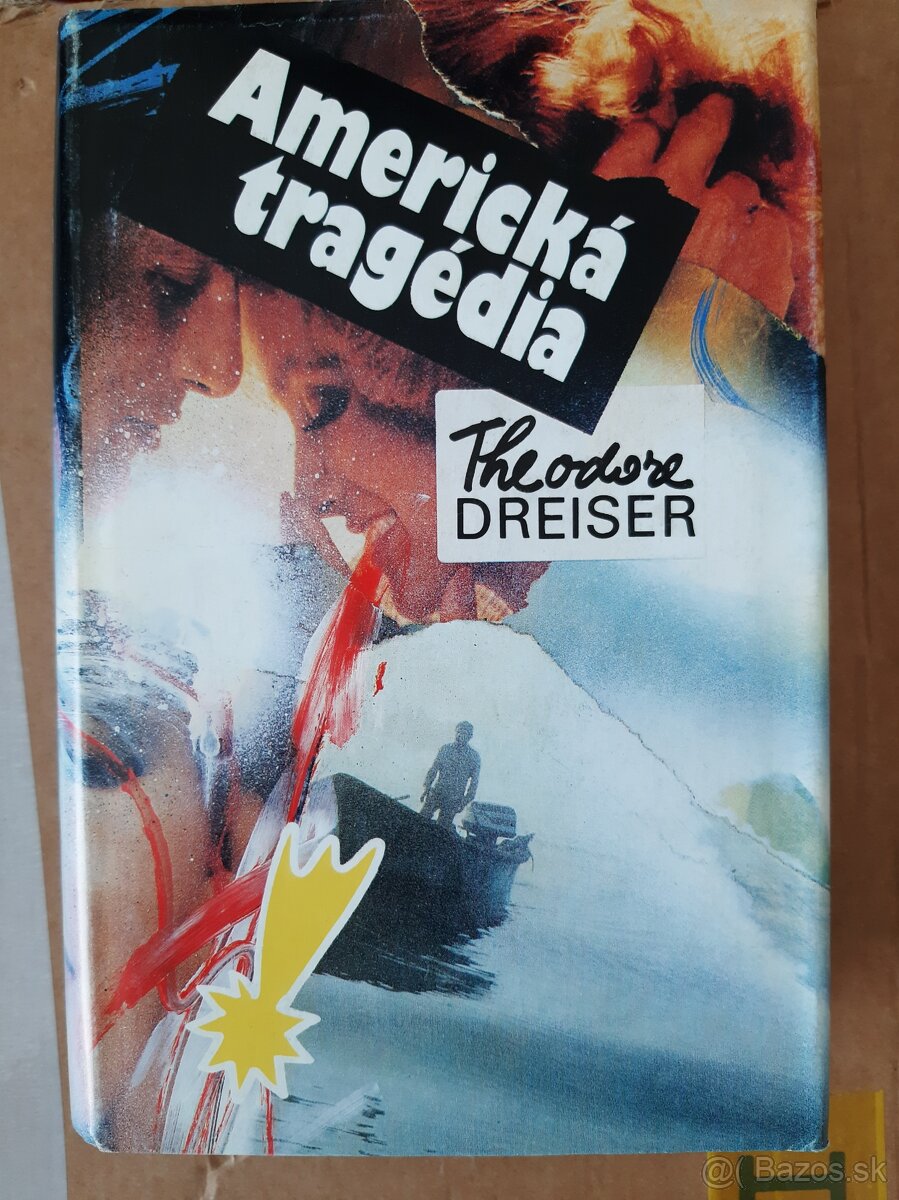 Americká
tragédia
Theodore
DREISER
@( Bazos.sk